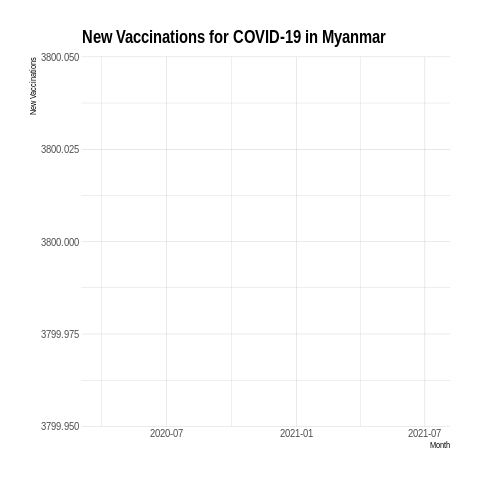 New Vaccinations for COVID-19 in Myanmar
New Vaccinations
3800.050
3800.025
3800.000
3799.975
3799.950
2020-07
2021-01
2021-07
Month